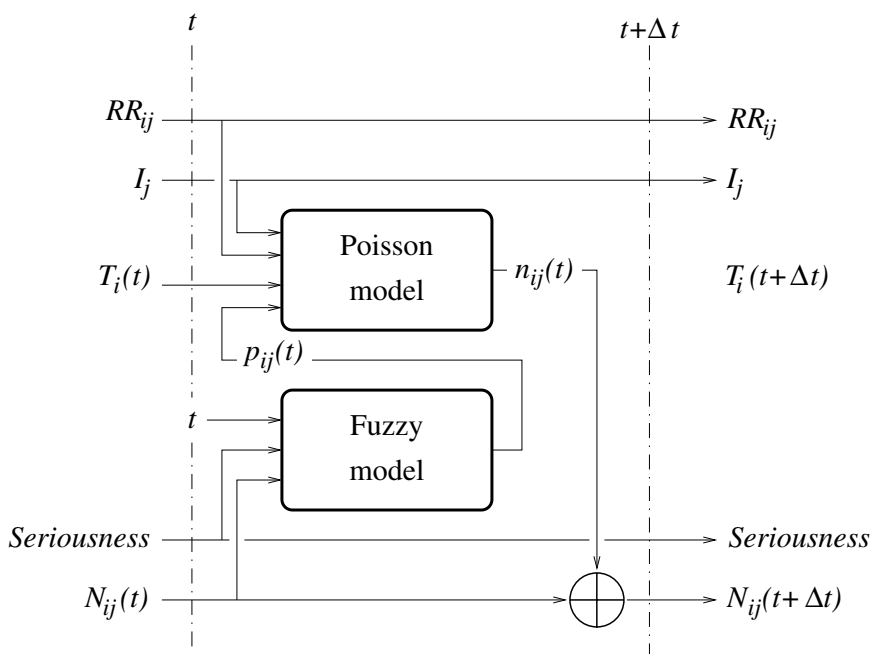 t
t+Δt
RR_ij
RR_ij
I_j
I_j
Poisson
model
T_i(t)
n_ij(t)
T_i(t+Δt)
p_ij(t)
t
Fuzzy
model
Seriousness
Seriousness
N_ij(t)
N_ij(t+Δt)